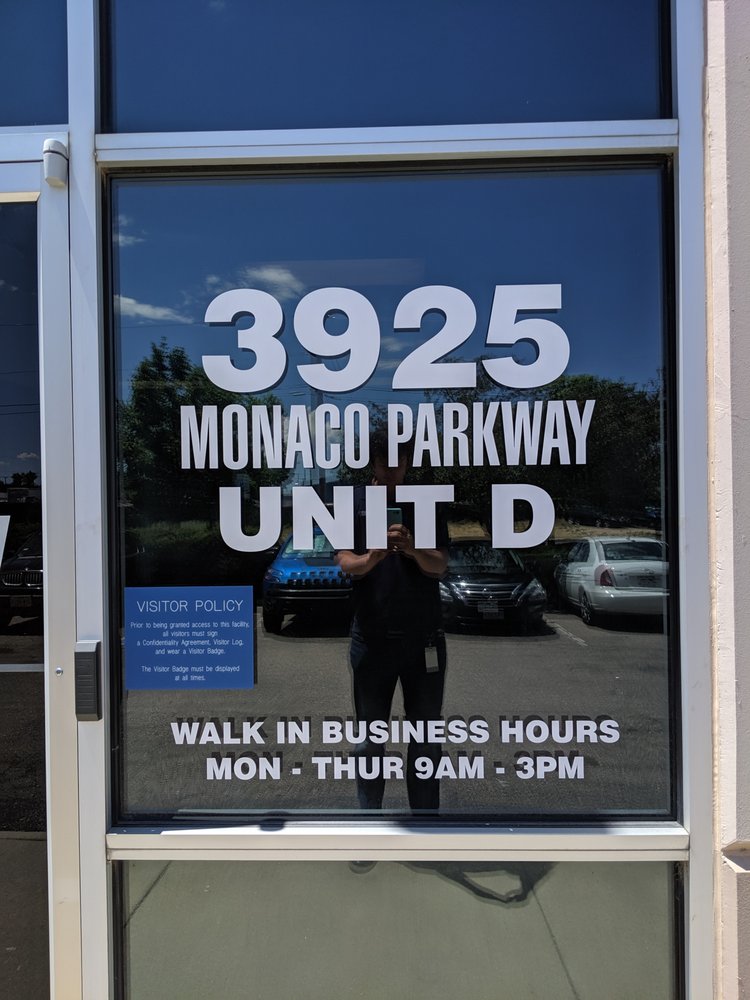 3925
MONACO PARKWAY
UNIT D
VISITOR POLICY
Prior to being granted access to this facility,
all visitors must sign
a Confidentiality Agreement, Visitor Log,
and wear a Visitor Badge.
The Visitor Badge must be displayed
at all times.
WALK IN BUSINESS HOURS
MON - THUR 9AM - 3PM